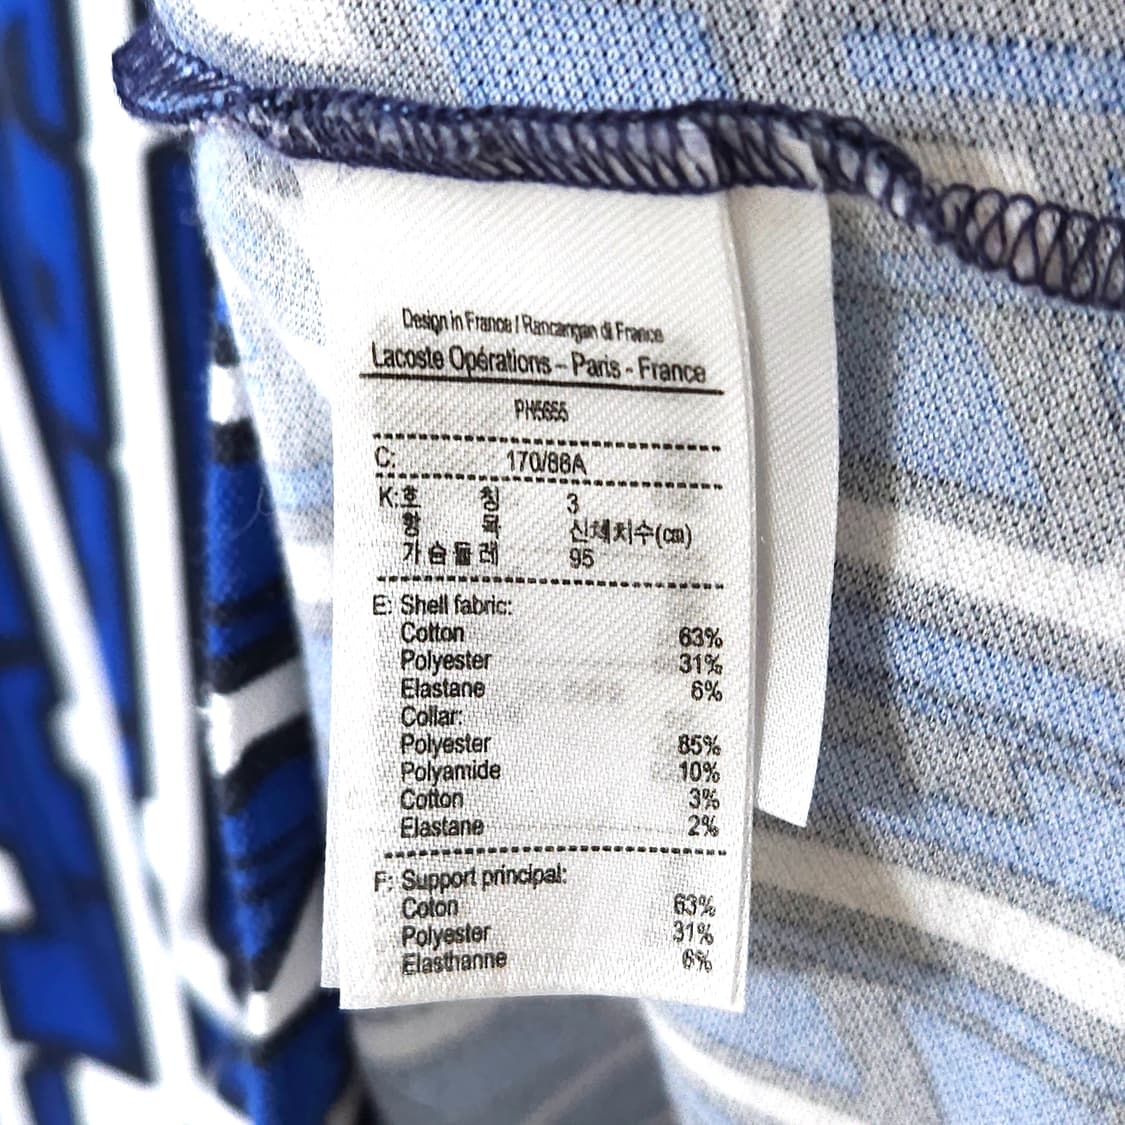 Design in France / Rancangan di France
Lacoste Opérations – Paris - France
PH5655
C: 170/88A
K: 호 칭 3
항 목 신체치수(cm)
가 슴 둘 레 95
E: Shell fabric:
Cotton 63%
Polyester 31%
Elastane 6%
Collar:
Polyester 85%
Polyamide 10%
Cotton 3%
Elastane 2%
F: Support principal:
Coton 63%
Polyester 31%
Elasthanne 6%